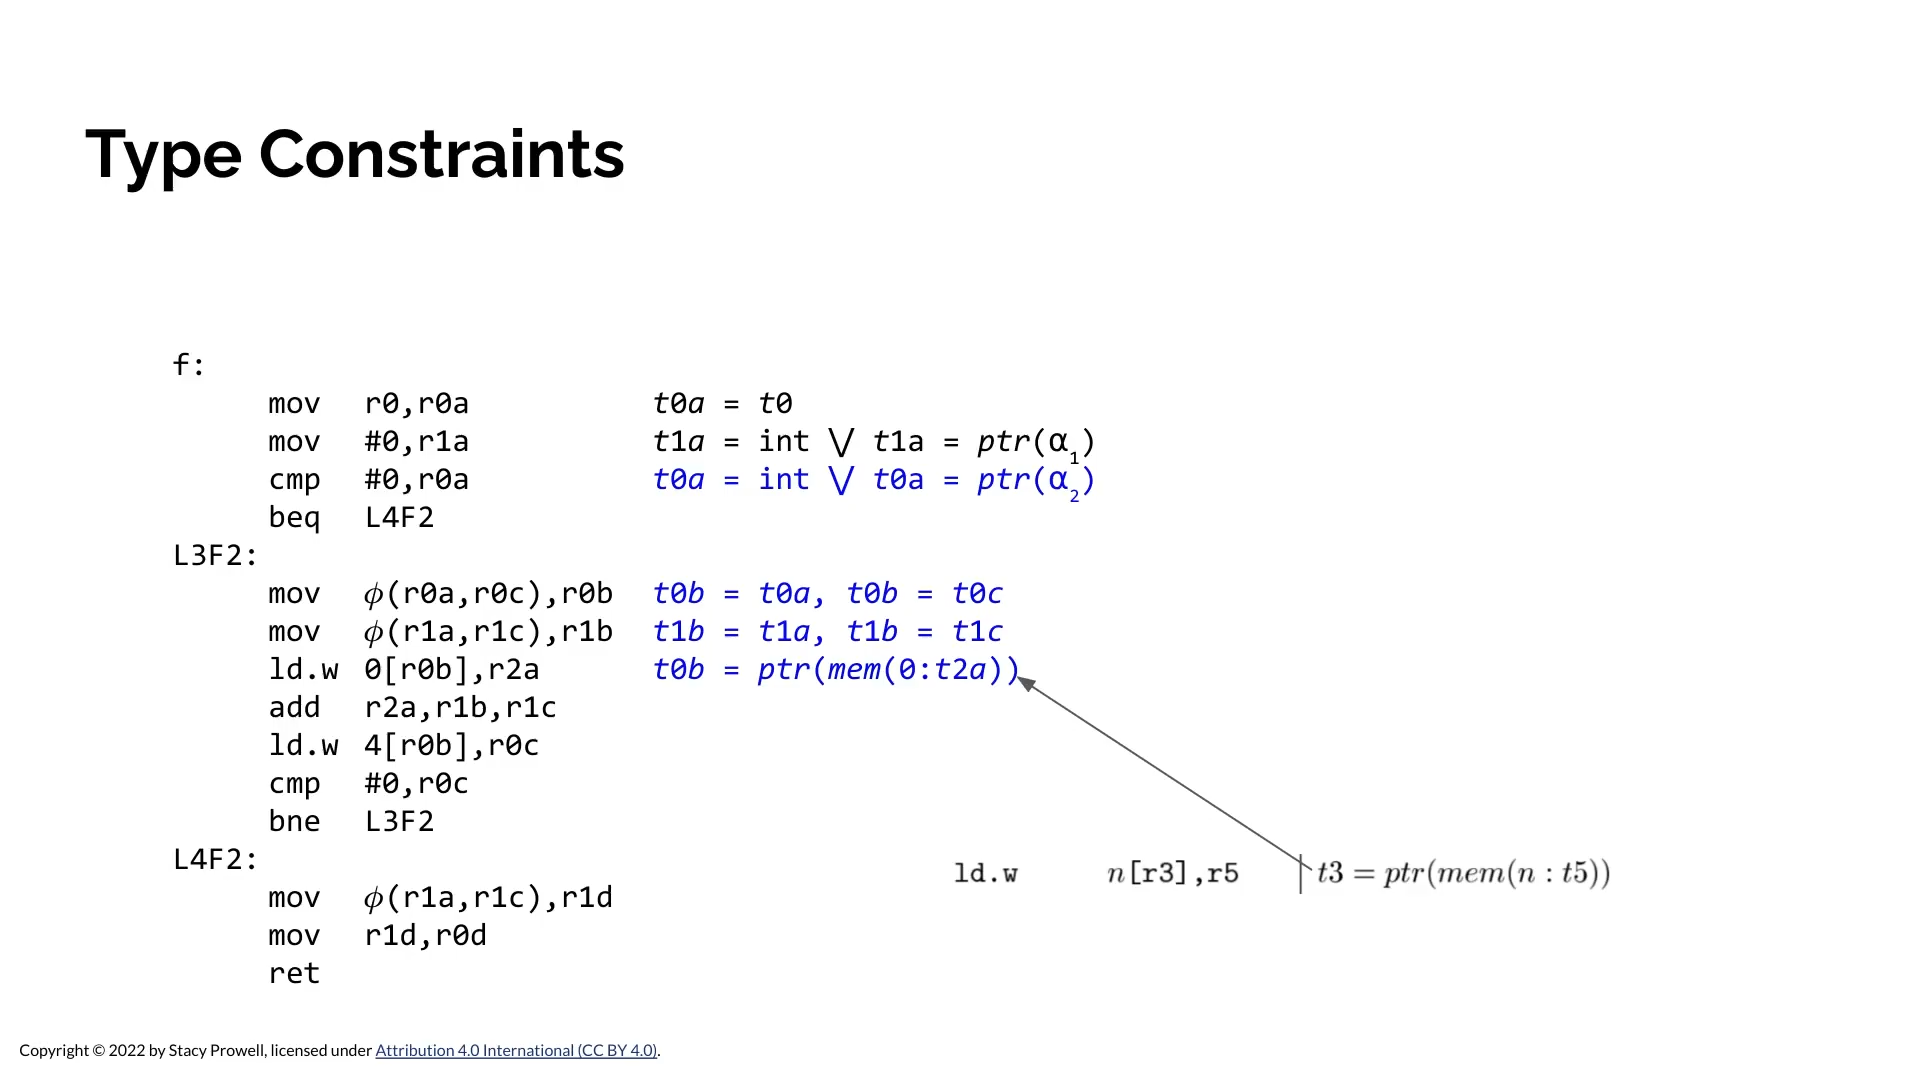 Type Constraints
f:
mov r0,r0a t0a = t0
mov #0,r1a t1a = int ⋁ t1a = ptr(α₁)
cmp #0,r0a t0a = int ⋁ t0a = ptr(α₂)
beq L4F2
L3F2:
mov ϕ(r0a,r0c),r0b t0b = t0a, t0b = t0c
mov ϕ(r1a,r1c),r1b t1b = t1a, t1b = t1c
ld.w 0[r0b],r2a t0b = ptr(mem(0:t2a))
add r2a,r1b,r1c
ld.w 4[r0b],r0c
cmp #0,r0c
bne L3F2
L4F2:
mov ϕ(r1a,r1c),r1d
mov r1d,r0d
ret
ld.w n[r3],r5 | t3 = ptr(mem(n : t5))
Copyright © 2022 by Stacy Prowell, licensed under Attribution 4.0 International (CC BY 4.0).